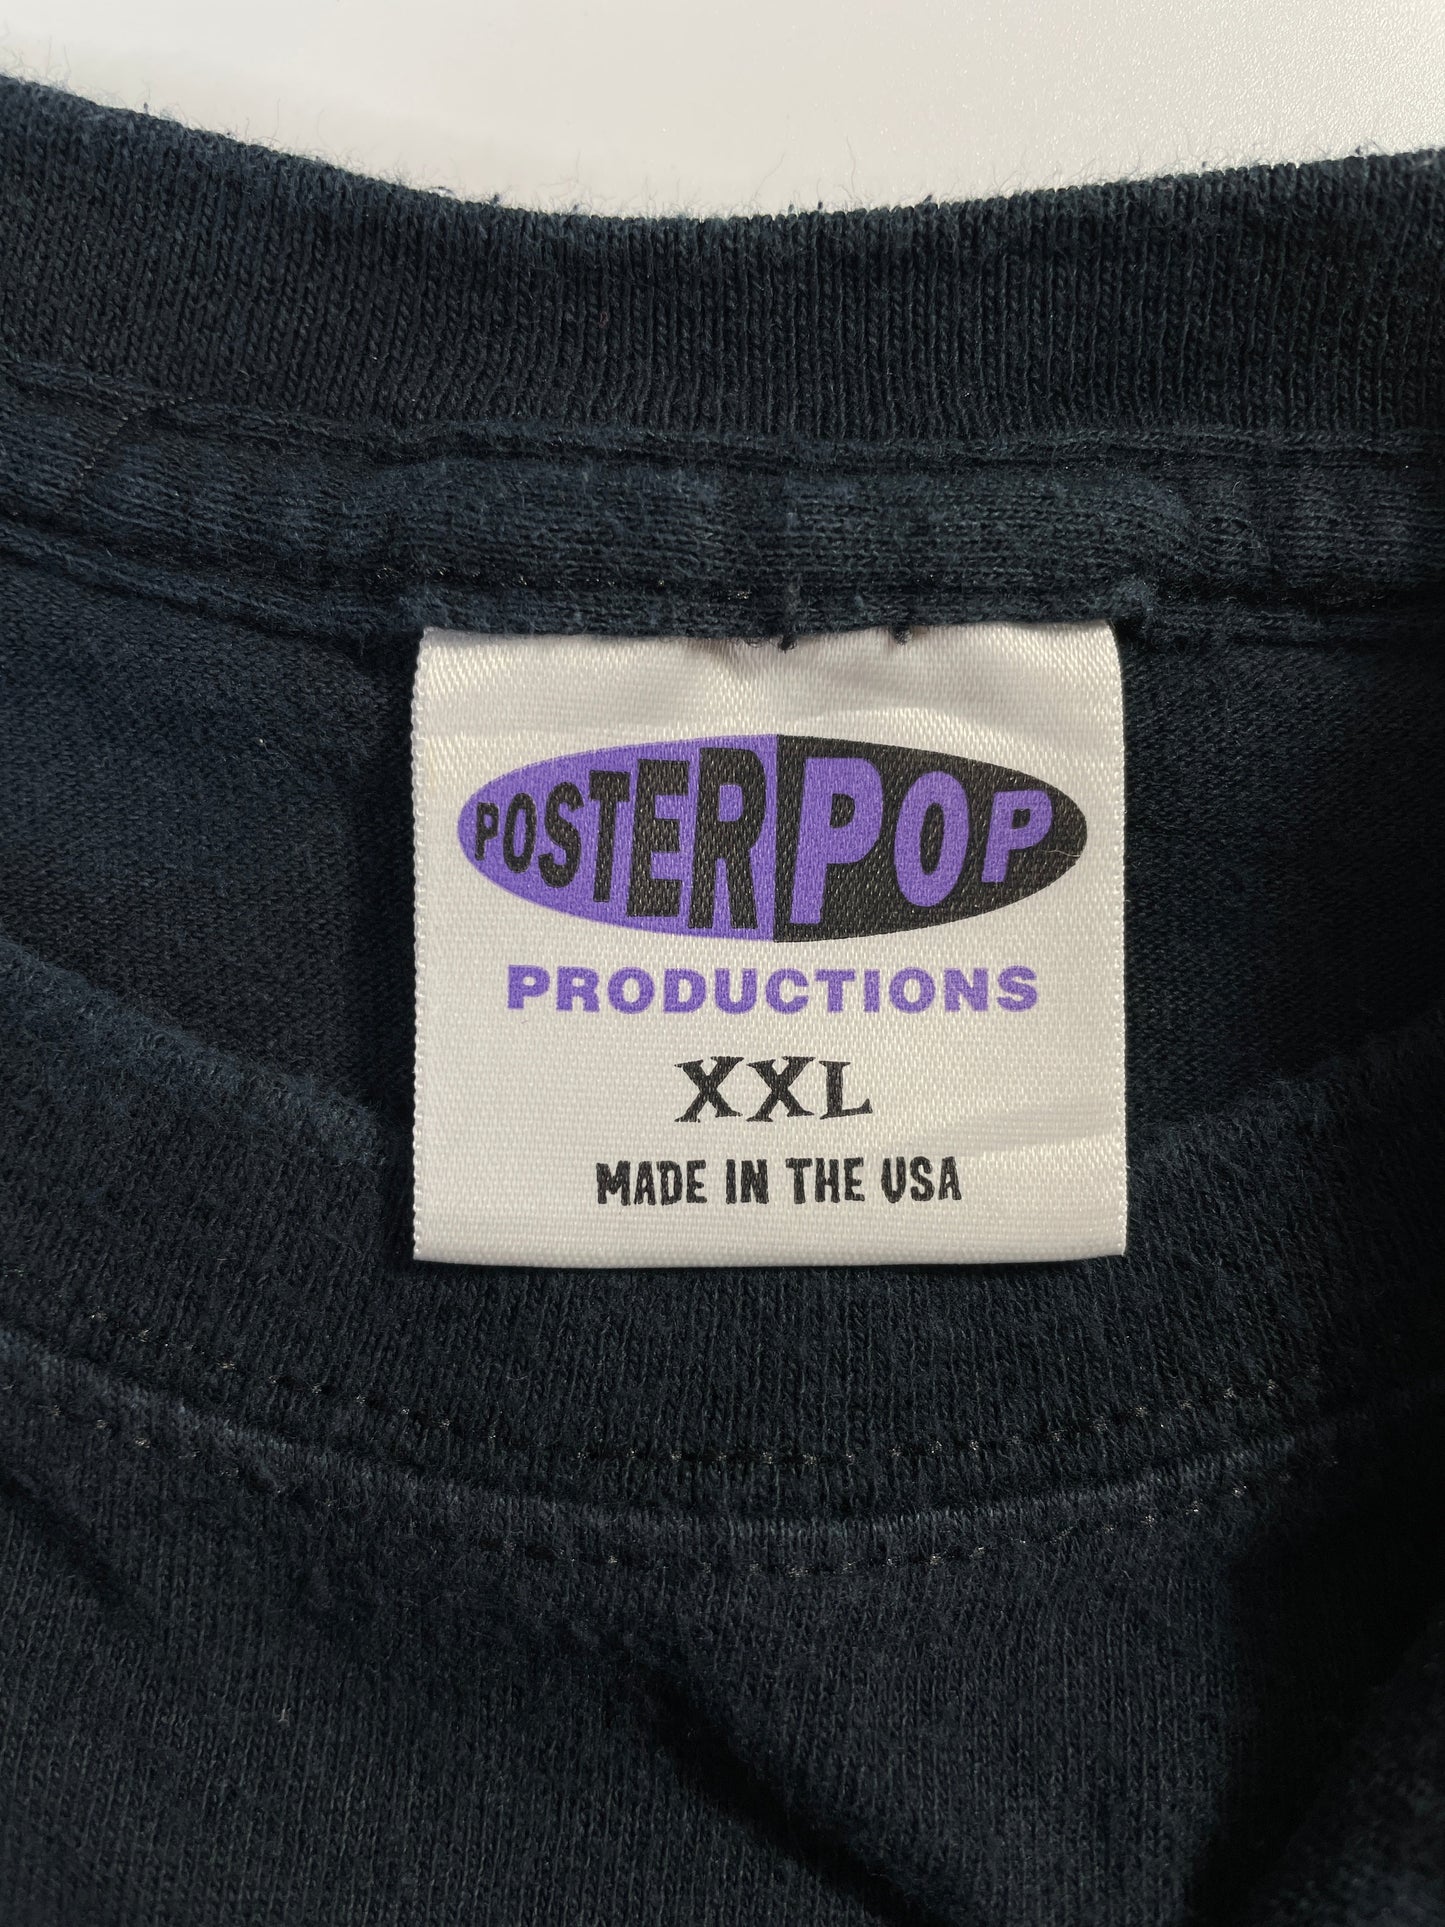 POSTERPOP
PRODUCTIONS
XXL
MADE IN THE USA